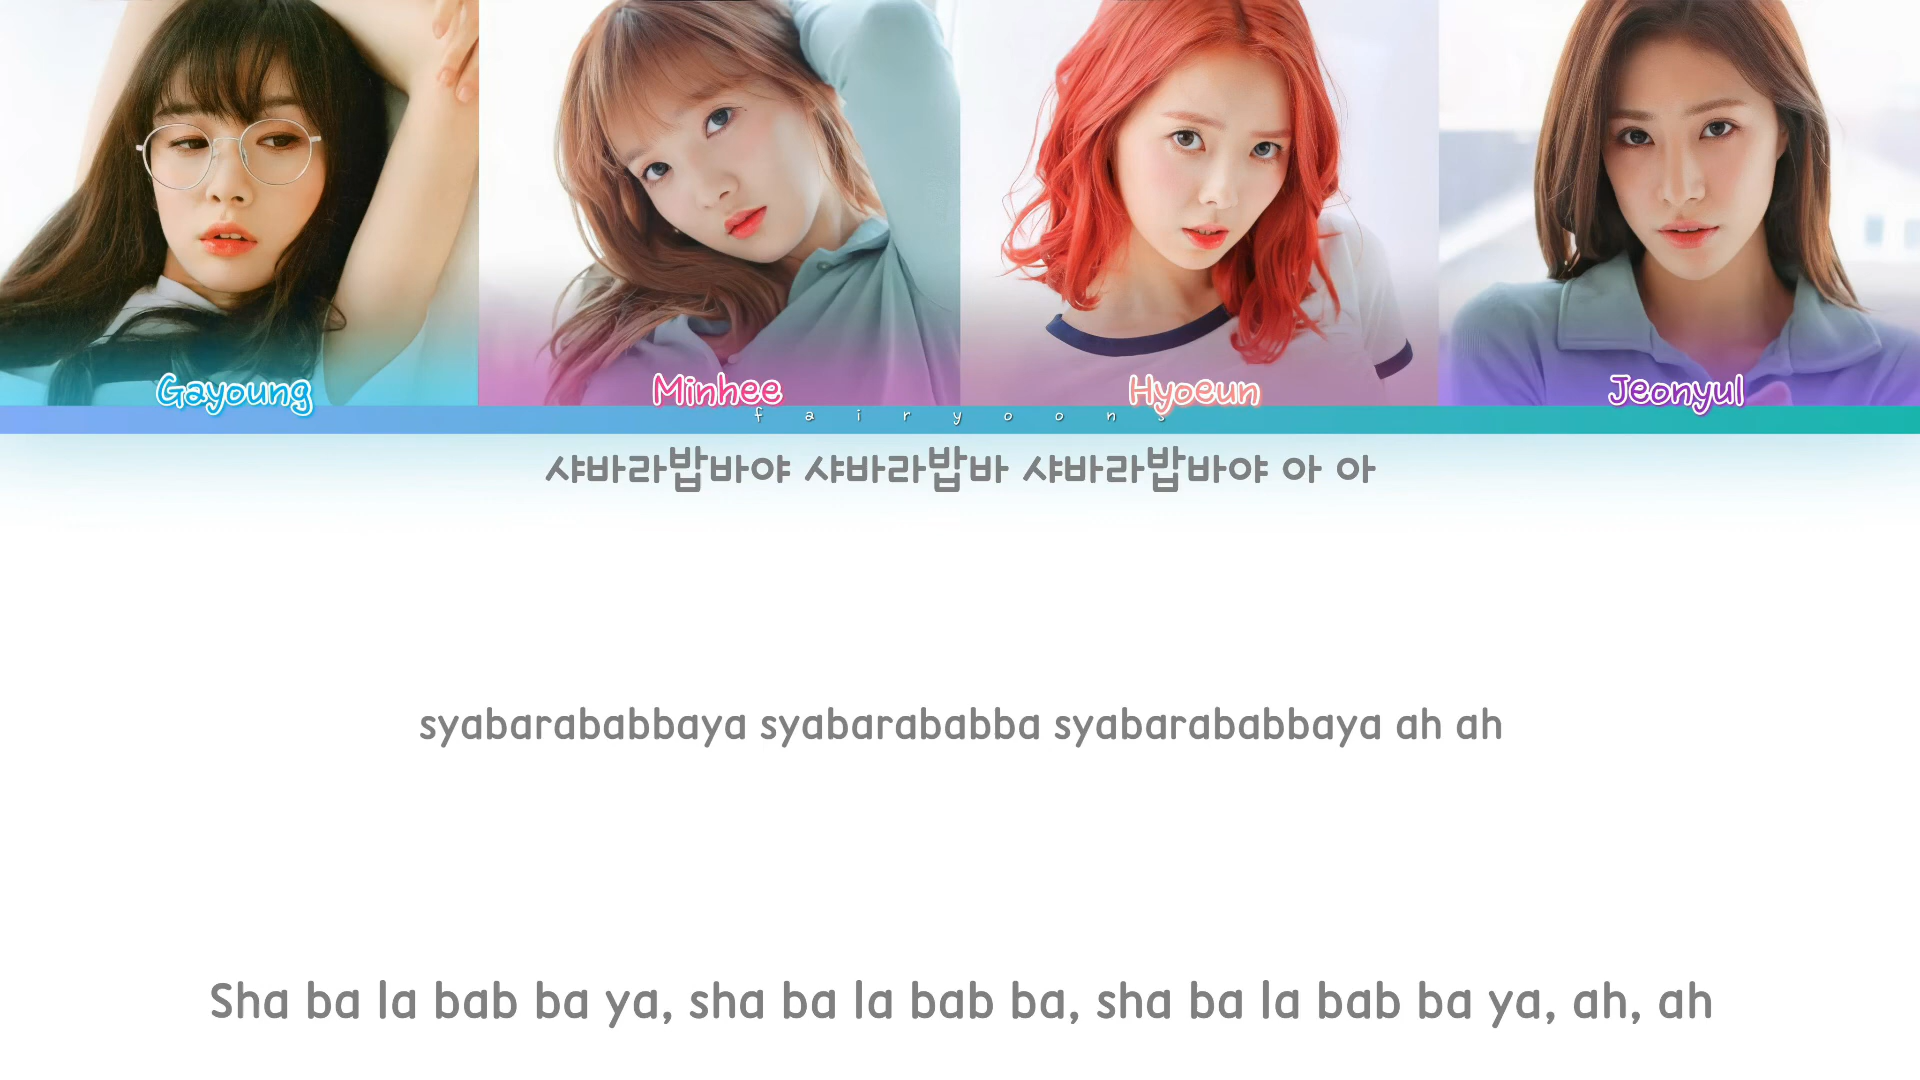 Gayoung Minhee Hyoeun Jeonyul
fairyoons
샤바라밥바야 샤바라밥바 샤바라밥바야 아 아
syabarababbaya syabarababba syabarababbaya ah ah
Sha ba la bab ba ya, sha ba la bab ba, sha ba la bab ba ya, ah, ah